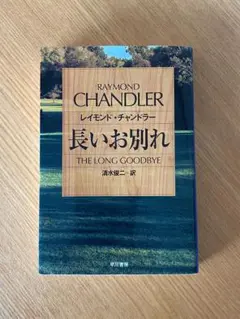 RAYMOND
CHANDLER
レイモンド・チャンドラー
長いお別れ
THE LONG GOODBYE
清水俊二・訳
早川書房